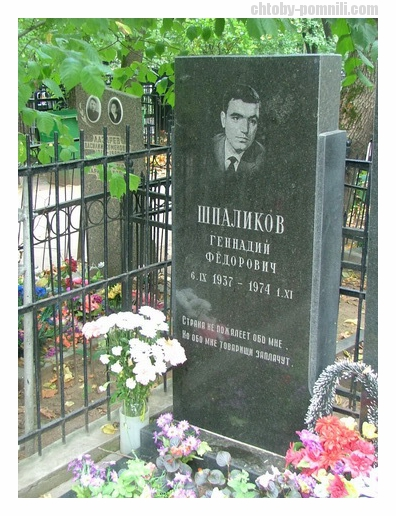 chtoby-pomnili.com
ШПАЛИКОВ
ГЕННАДИЙ
ФЁДОРОВИЧ
6.IX 1937 – 1974 1.XI
Страна не пожалеет обо мне.
Но обо мне товарищи заплачут.